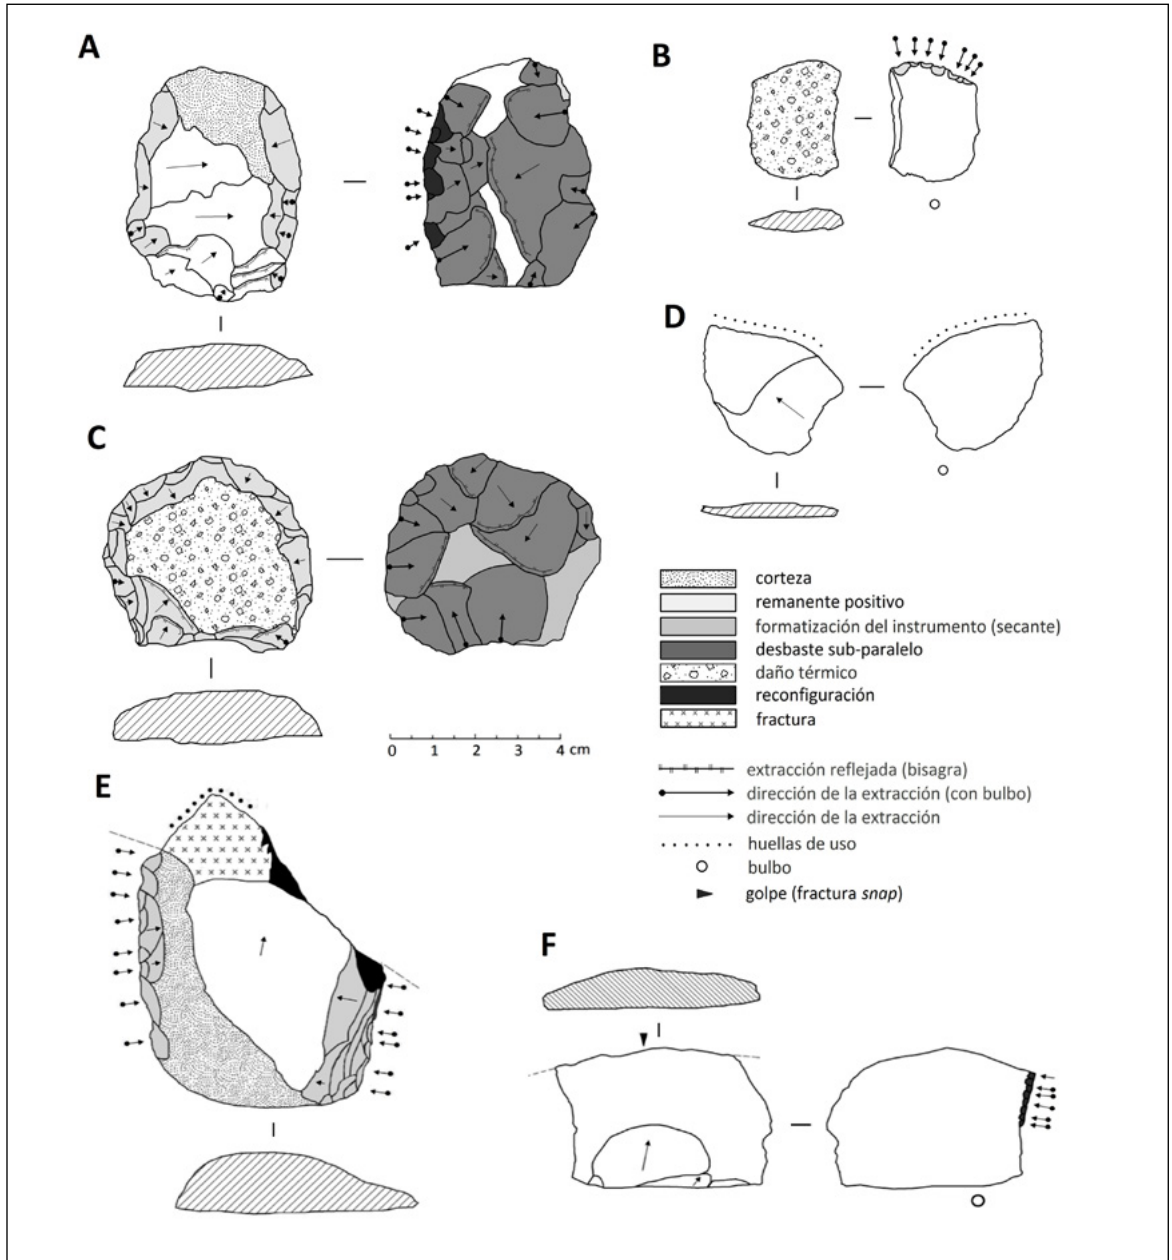 A
B
C
D
corteza
remanente positivo
formatización del instrumento (secante)
desbaste sub-paralelo
daño térmico
reconfiguración
fractura
0 1 2 3 4 cm
extracción reflejada (bisagra)
dirección de la extracción (con bulbo)
dirección de la extracción
huellas de uso
bulbo
golpe (fractura snap)
E
F